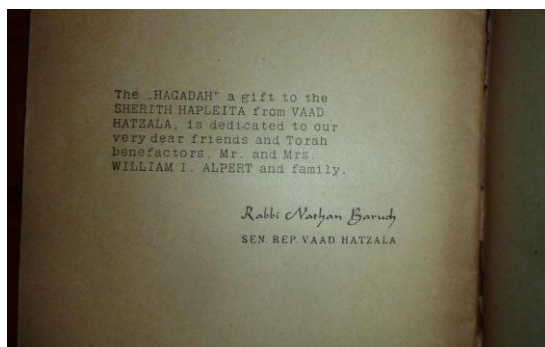 The „HAGADAH" a gift to the
SHERITH HAPLEITA from VAAD
HATZALA, is dedicated to our
very dear friends and Torah
benefactors, Mr. and Mrs.
WILLIAM I. ALPERT and family.
Rabbi Nathan Baruch
SEN. REP. VAAD HATZALA